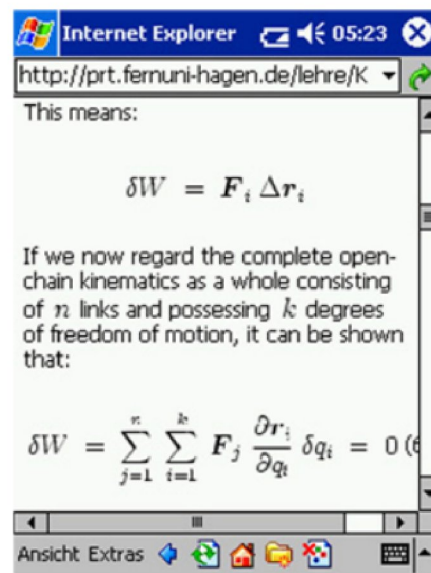 Internet Explorer 05:23
http://prt.fernuni-hagen.de/lehre/K
This means:
δW = F_i Δr_i
If we now regard the complete open-
chain kinematics as a whole consisting
of n links and possessing k degrees
of freedom of motion, it can be shown
that:
δW = ∑_{j=1}^{n} ∑_{i=1}^{k} F_j ∂r_i/∂q_i δq_i = 0 (6
Ansicht Extras